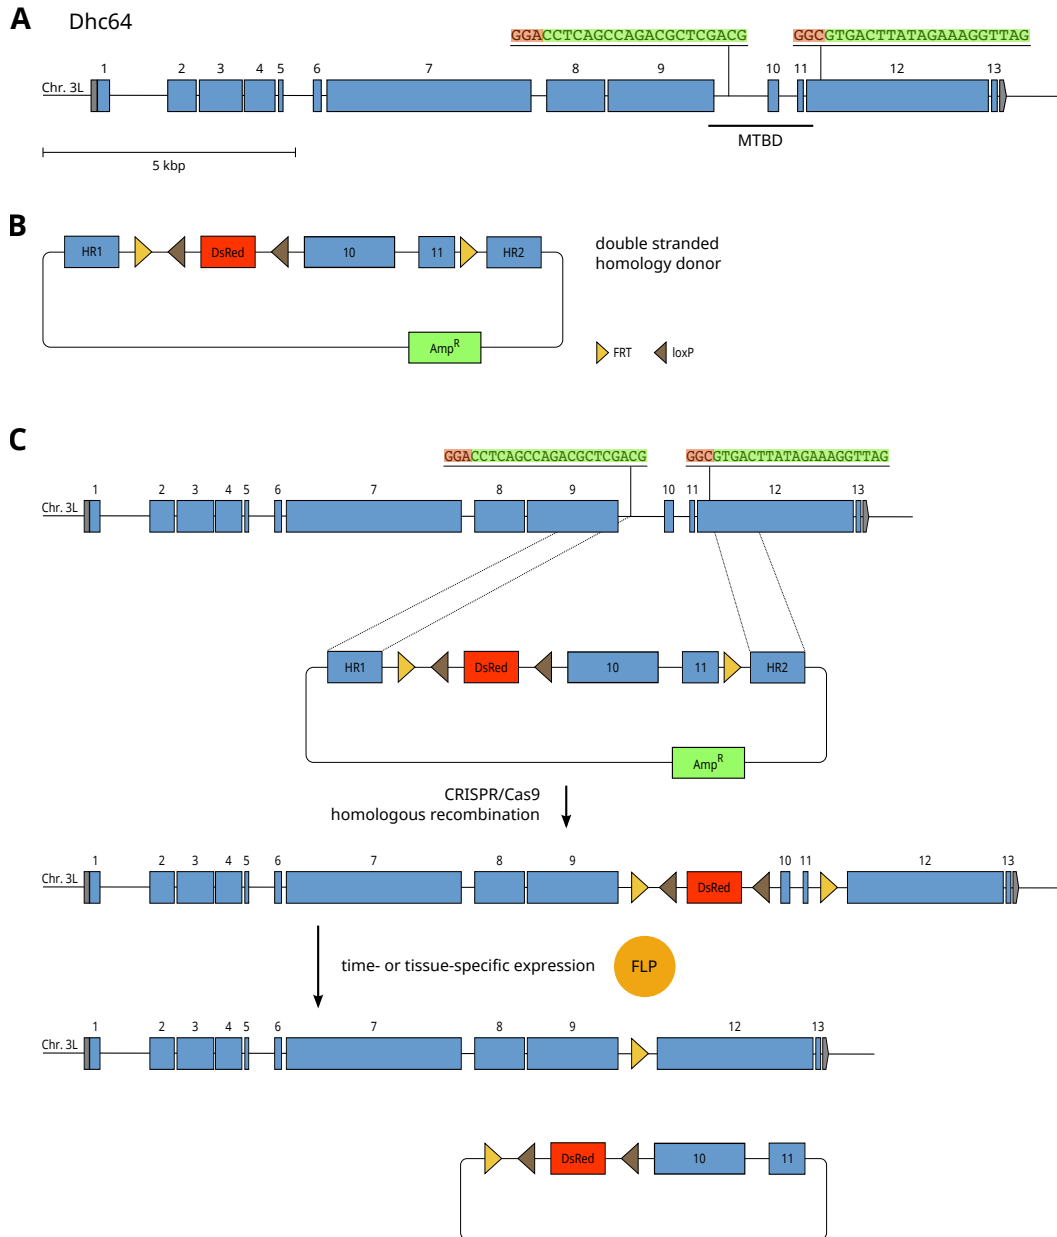 A
Dhc64
GGACCTCAGCCAGACGCTCGACG
GGCGTGACTTATAGAAAGGTTAG
1 2 3 4 5 6 7 8 9 10 11 12 13
Chr. 3L
MTBD
5 kbp
B
HR1 DsRed 10 11 HR2
double stranded
homology donor
Amp^R
FRT loxP
C
GGACCTCAGCCAGACGCTCGACG
GGCGTGACTTATAGAAAGGTTAG
1 2 3 4 5 6 7 8 9 10 11 12 13
Chr. 3L
HR1 DsRed 10 11 HR2
Amp^R
CRISPR/Cas9
homologous recombination
1 2 3 4 5 6 7 8 9 10 11 12 13
Chr. 3L
DsRed
time- or tissue-specific expression
FLP
1 2 3 4 5 6 7 8 9 12 13
Chr. 3L
DsRed 10 11